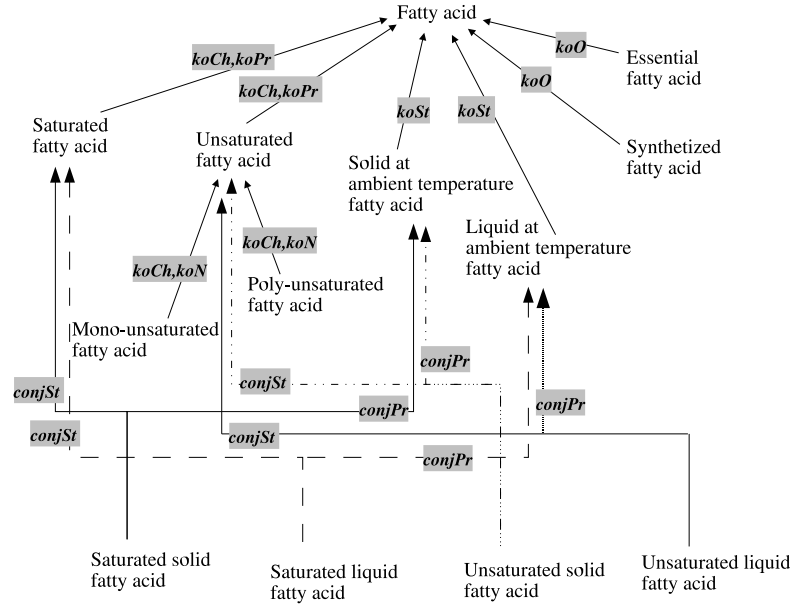 Fatty acid
koO
koCh,koPr
Essential
fatty acid
koO
koCh,koPr
koSt
koSt
Saturated
fatty acid
Unsaturated
fatty acid
Synthetized
fatty acid
Solid at
ambient temperature
fatty acid
Liquid at
ambient temperature
fatty acid
koCh,koN
koCh,koN
Poly-unsaturated
fatty acid
Mono-unsaturated
fatty acid
conjPr
conjSt
conjSt
conjPr
conjPr
conjSt
conjSt
conjPr
Saturated solid
fatty acid
Saturated liquid
fatty acid
Unsaturated solid
fatty acid
Unsaturated liquid
fatty acid